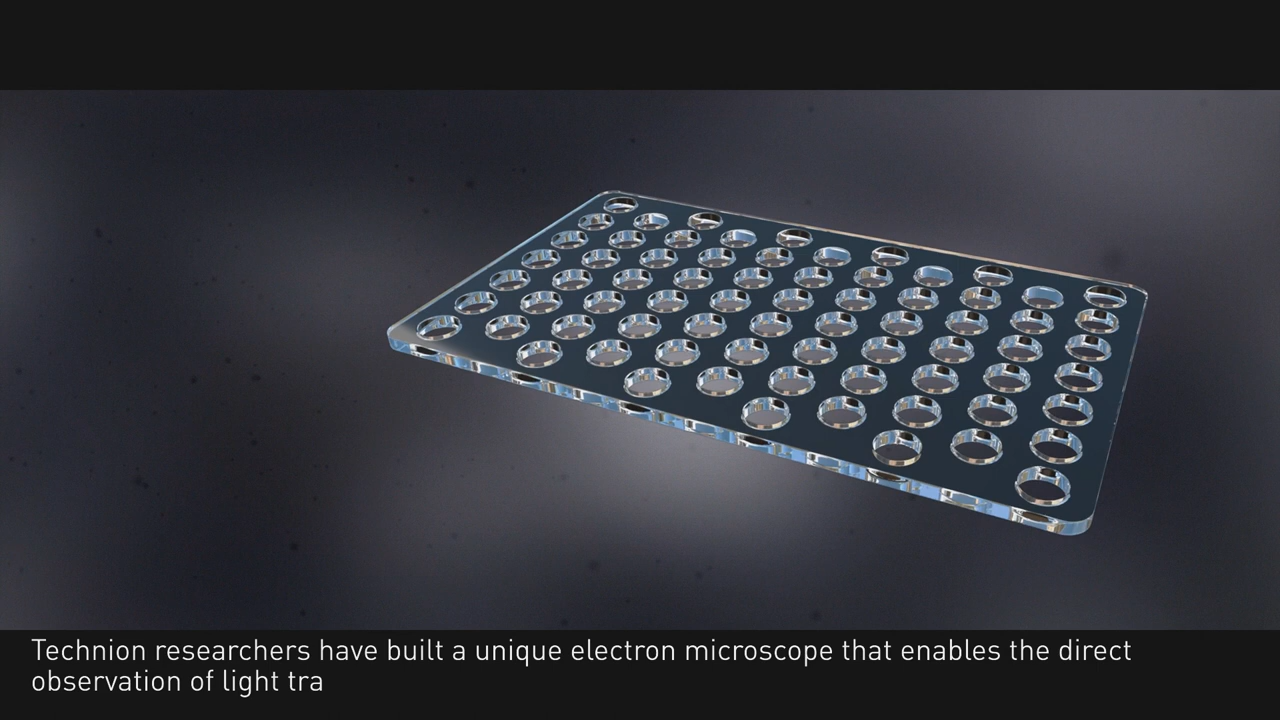 Technion researchers have built a unique electron microscope that enables the direct
observation of light tra